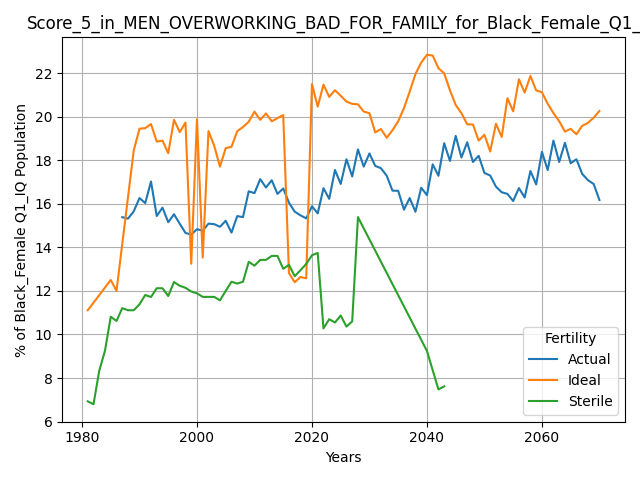 Score_5_in_MEN_OVERWORKING_BAD_FOR_FAMILY_for_Black_Female_Q1_
% of Black_Female Q1_IQ Population
22
20
18
16
14
12
10
8
6
1980
2000
2020
2040
2060
Years
Fertility
Actual
Ideal
Sterile